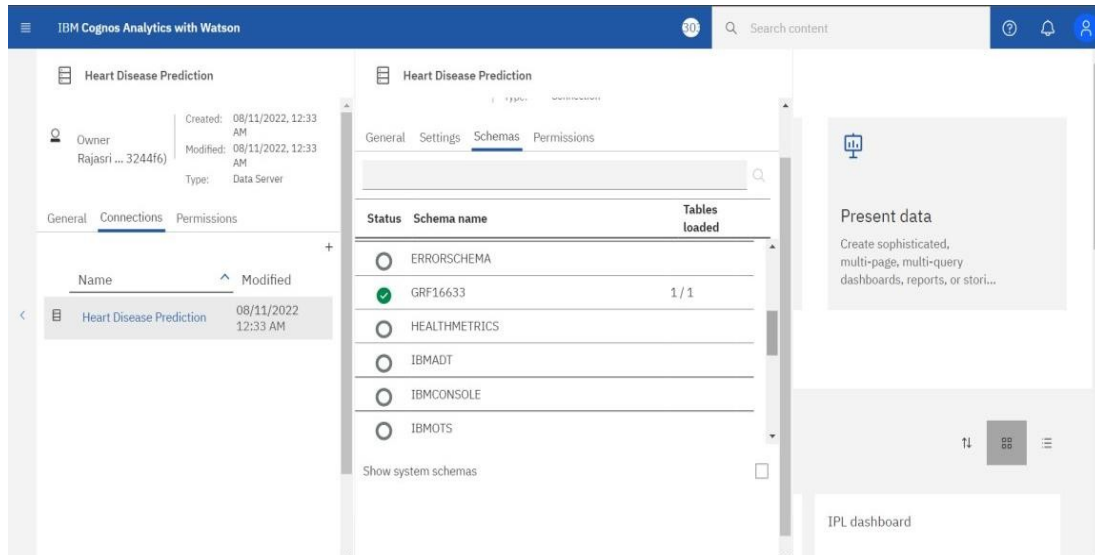 IBM Cognos Analytics with Watson
Search content
Heart Disease Prediction
Owner
Rajasri ... 3244f6)
Created: 08/11/2022, 12:33
AM
Modified: 08/11/2022, 12:33
AM
Type: Data Server
General Connections Permissions
+
Name Modified
Heart Disease Prediction 08/11/2022
12:33 AM
Heart Disease Prediction
General Settings Schemas Permissions
Status Schema name Tables
loaded
ERRORSCHEMA
GRF16633 1 / 1
HEALTHMETRICS
IBMADT
IBMCONSOLE
IBMOTS
Show system schemas
Present data
Create sophisticated,
multi-page, multi-query
dashboards, reports, or stori...
IPL dashboard